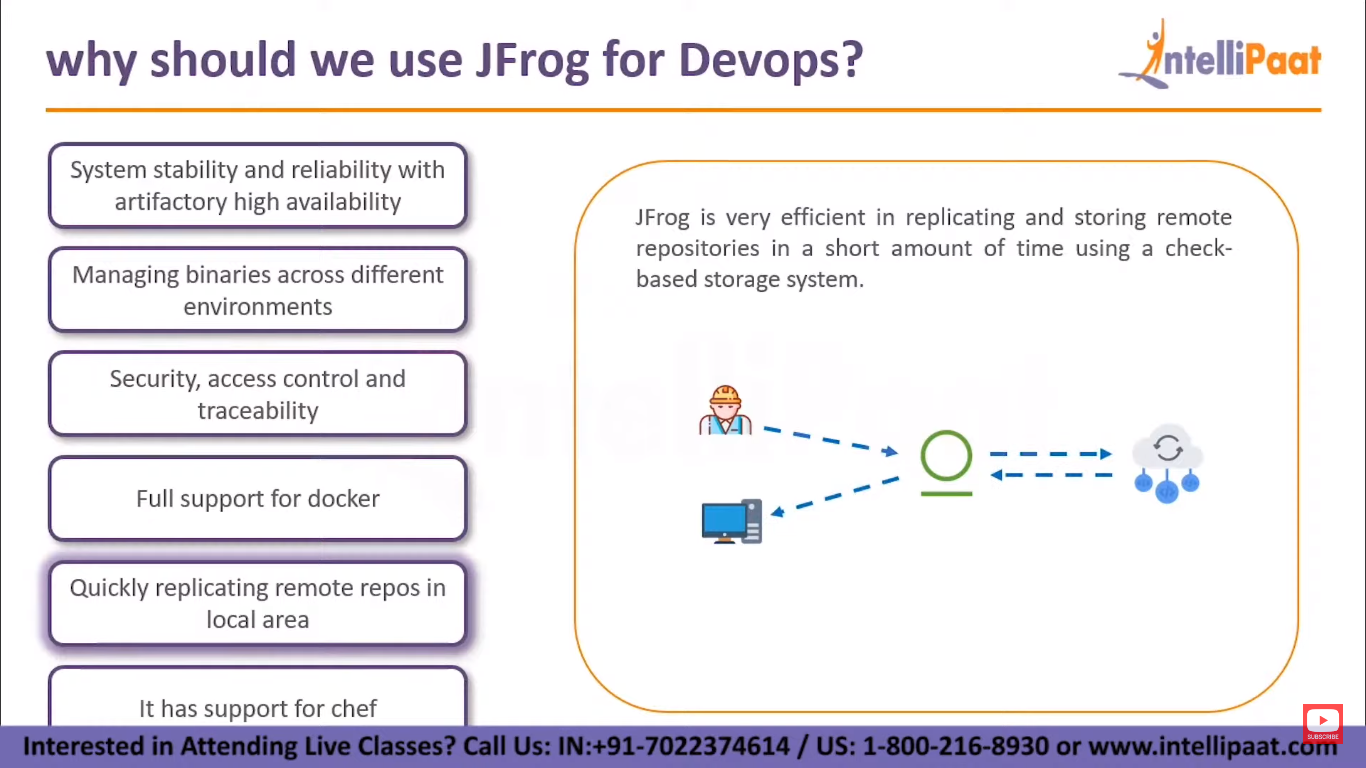 why should we use JFrog for Devops?
IntelliPaat
System stability and reliability with
artifactory high availability
Managing binaries across different
environments
Security, access control and
traceability
Full support for docker
Quickly replicating remote repos in
local area
It has support for chef
JFrog is very efficient in replicating and storing remote
repositories in a short amount of time using a check-
based storage system.
SUBSCRIBE
Interested in Attending Live Classes? Call Us: IN:+91-7022374614 / US: 1-800-216-8930 or www.intellipaat.com